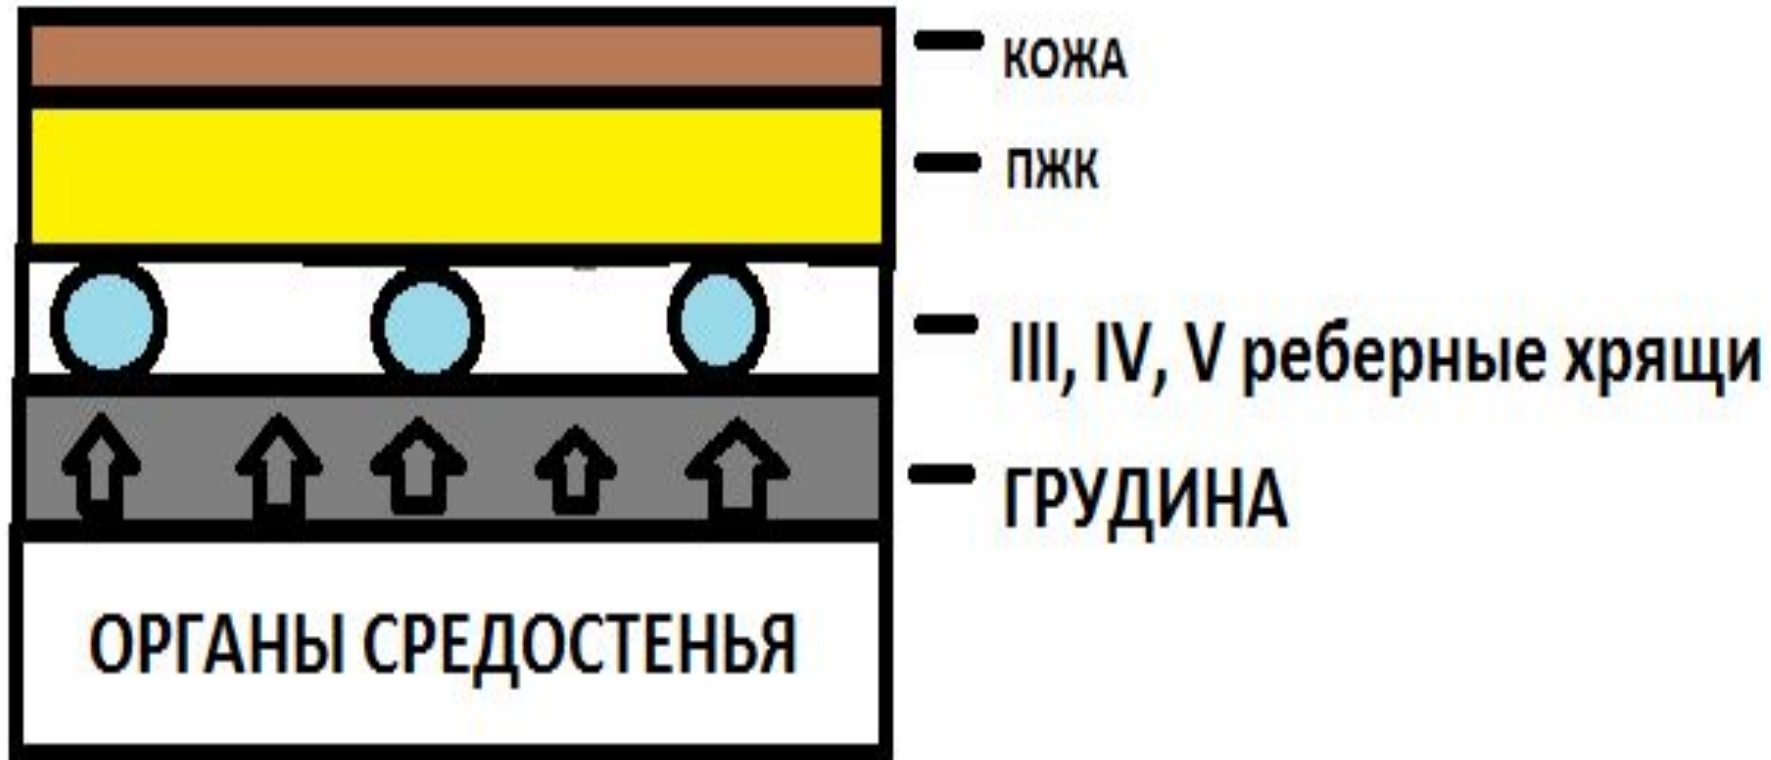 КОЖА
ПЖК
III, IV, V реберные хрящи
ГРУДИНА
ОРГАНЫ СРЕДОСТЕНЬЯ